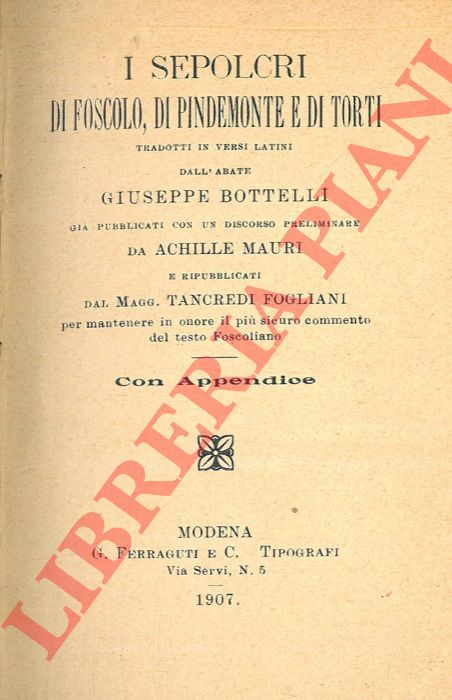 I SEPOLCRI
DI FOSCOLO, DI PINDEMONTE E DI TORTI
TRADOTTI IN VERSI LATINI
DALL'ABATE
GIUSEPPE BOTTELLI
GIÀ PUBBLICATI CON UN DISCORSO PRELIMINARE
DA ACHILLE MAURI
E RIPUBBLICATI
DAL MAGG. TANCREDI FOGLIANI
per mantenere in onore il più sicuro commento
del testo Foscoliano
Con Appendice
MODENA
G. FERRAGUTI E C. TIPOGRAFI
Via Servi, N. 5
1907.
LIBRERIA PIANI